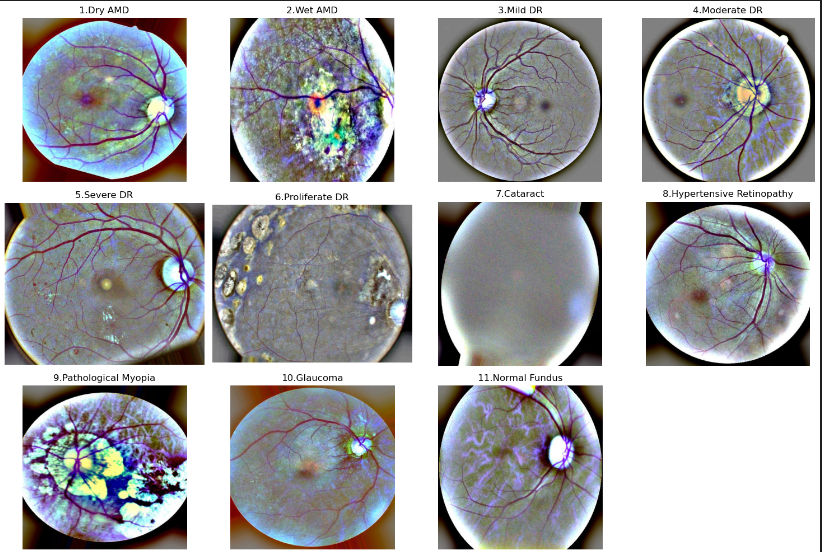 1.Dry AMD
2.Wet AMD
3.Mild DR
4.Moderate DR
5.Severe DR
6.Proliferate DR
7.Cataract
8.Hypertensive Retinopathy
9.Pathological Myopia
10.Glaucoma
11.Normal Fundus